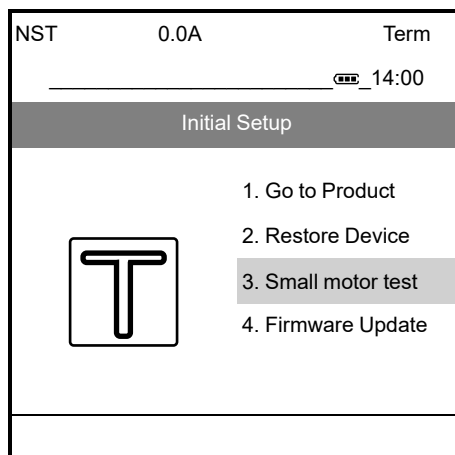 NST 0.0A Term
14:00
Initial Setup
1. Go to Product
2. Restore Device
3. Small motor test
4. Firmware Update
T